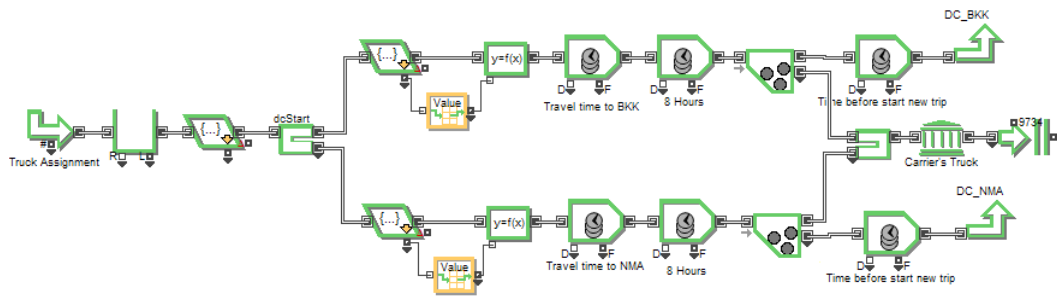 DC_BKK
{...}
y=f(x)
D F
D F
D F
Value
Travel time to BKK
8 Hours
Time before start new trip
dcStart
9734
{...}
#
R L
Truck Assignment
Carrier's Truck
DC_NMA
{...}
y=f(x)
Value
D F
D F
D F
Travel time to NMA
8 Hours
Time before start new trip